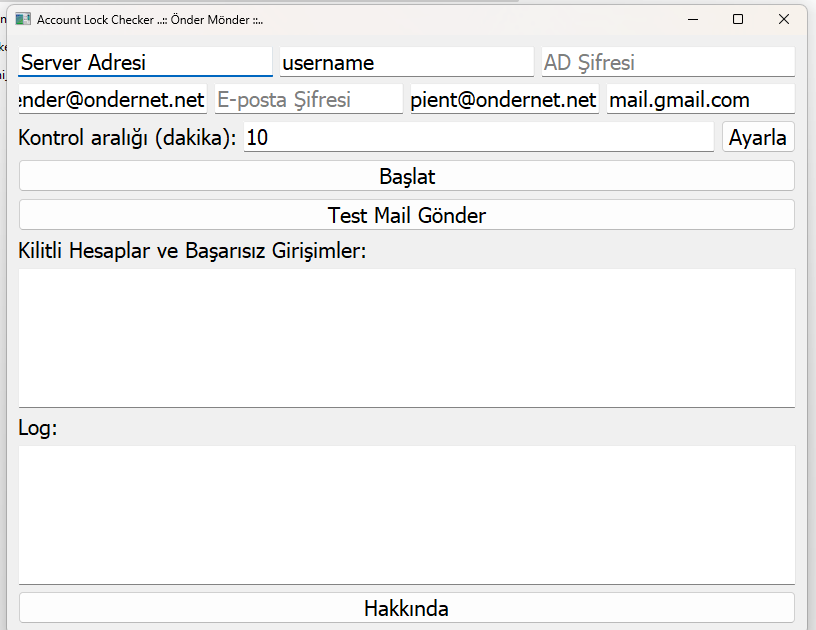 Account Lock Checker ..:: Önder Mönder ::..
Server Adresi username AD Şifresi
ender@ondernet.net E-posta Şifresi pient@ondernet.net mail.gmail.com
Kontrol aralığı (dakika): 10 Ayarla
Başlat
Test Mail Gönder
Kilitli Hesaplar ve Başarısız Girişimler:
Log:
Hakkında